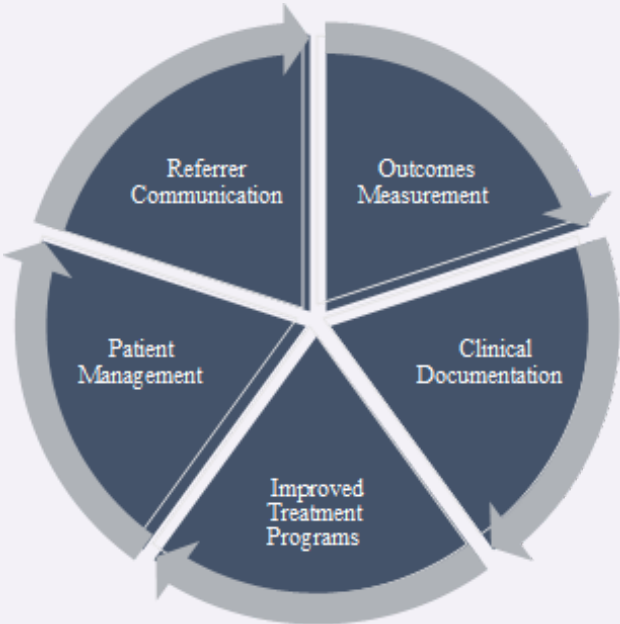 Referrer
Communication
Outcomes
Measurement
Patient
Management
Clinical
Documentation
Improved
Treatment
Programs